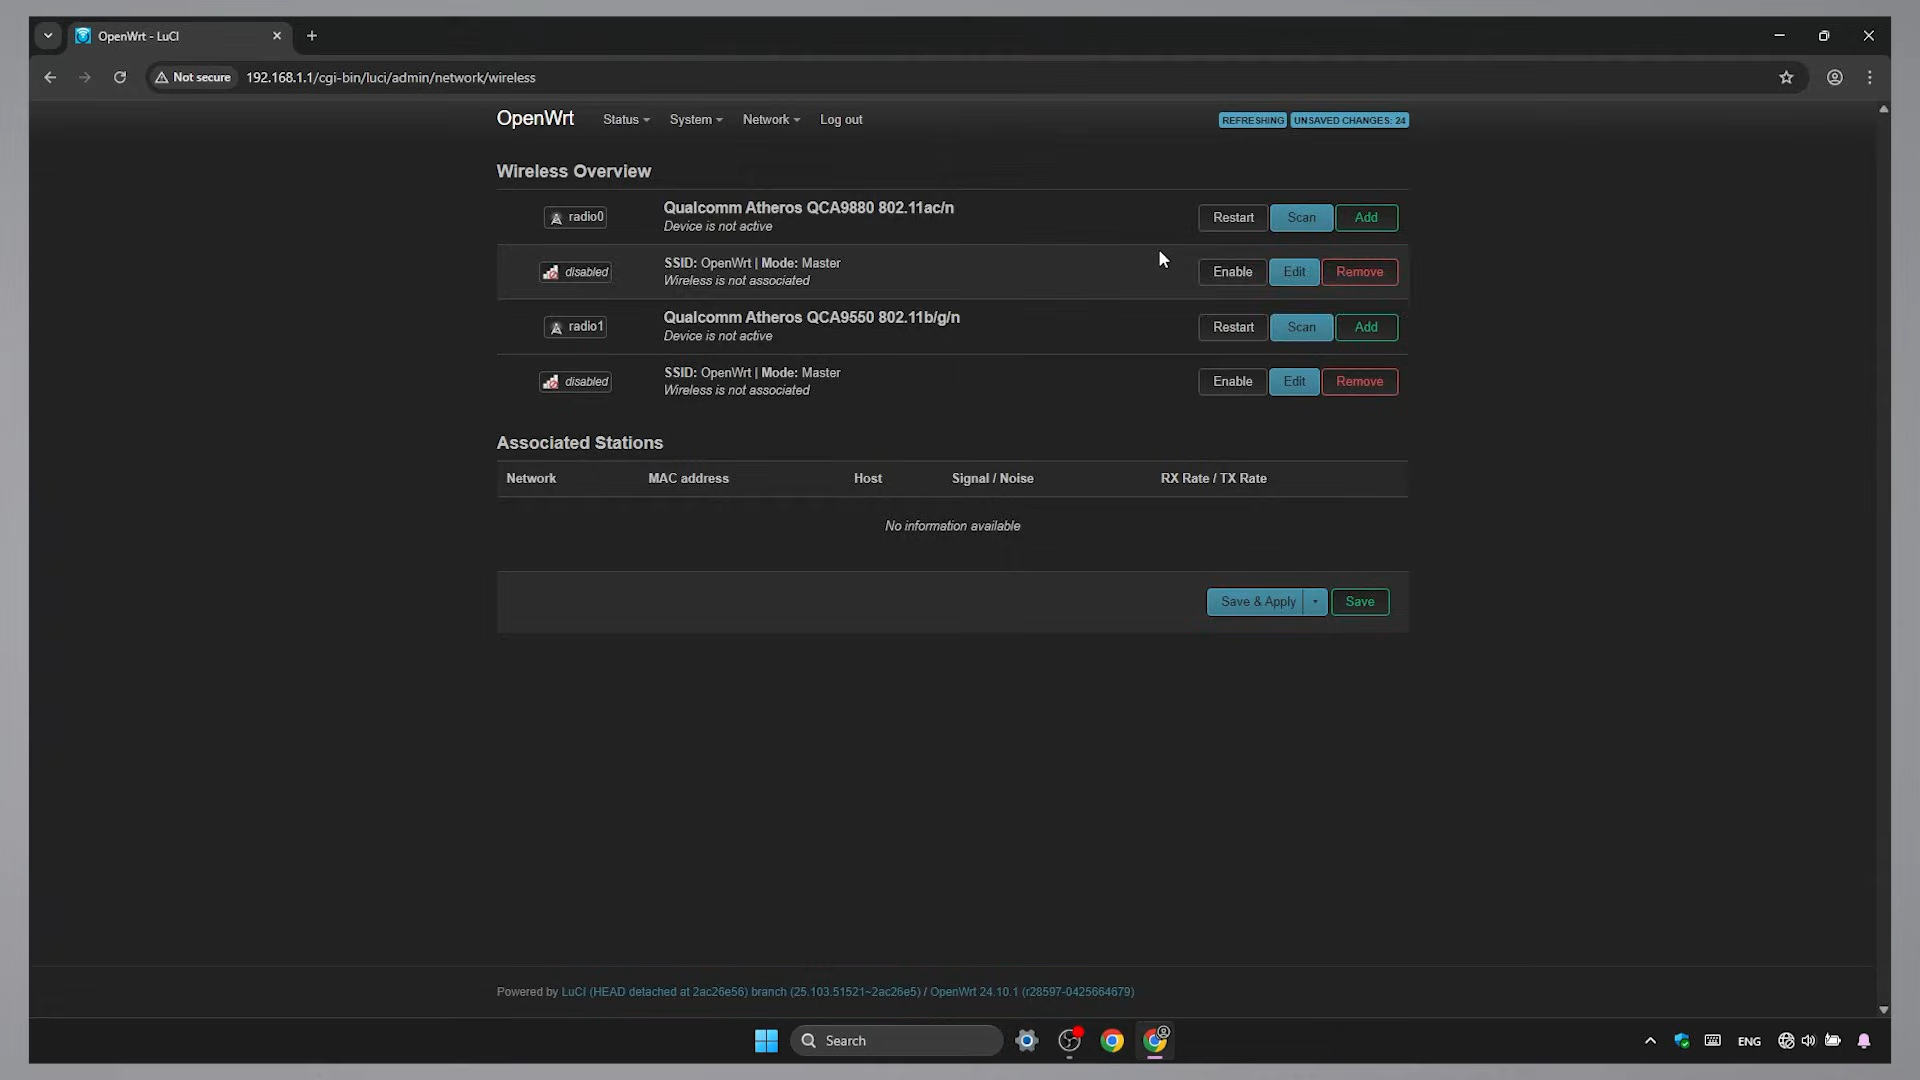 OpenWrt - LuCI
Not secure 192.168.1.1/cgi-bin/luci/admin/network/wireless
OpenWrt Status System Network Log out REFRESHING UNSAVED CHANGES: 24
Wireless Overview
radio0 Qualcomm Atheros QCA9880 802.11ac/n Restart Scan Add
Device is not active
disabled SSID: OpenWrt | Mode: Master Enable Edit Remove
Wireless is not associated
radio1 Qualcomm Atheros QCA9550 802.11b/g/n Restart Scan Add
Device is not active
disabled SSID: OpenWrt | Mode: Master Enable Edit Remove
Wireless is not associated
Associated Stations
Network MAC address Host Signal / Noise RX Rate / TX Rate
No information available
Save & Apply Save
Powered by LuCI (HEAD detached at 2ac26e56) branch (25.103.51521~2ac26e5) / OpenWrt 24.10.1 (r28597-0425664679)
Search ENG